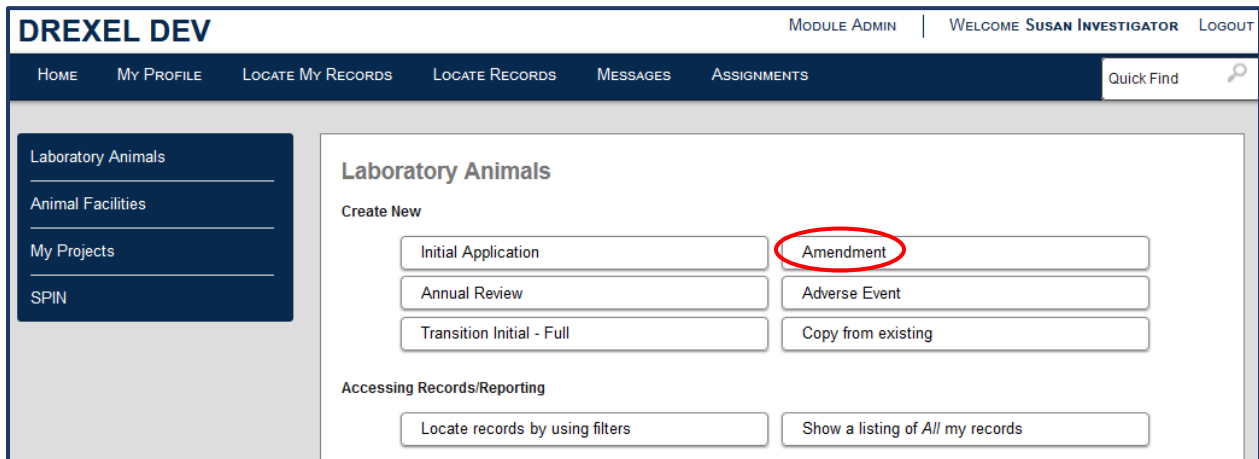 DREXEL DEV
MODULE ADMIN WELCOME SUSAN INVESTIGATOR LOGOUT
HOME MY PROFILE LOCATE MY RECORDS LOCATE RECORDS MESSAGES ASSIGNMENTS Quick Find
Laboratory Animals
Animal Facilities
My Projects
SPIN
Laboratory Animals
Create New
Initial Application Amendment
Annual Review Adverse Event
Transition Initial - Full Copy from existing
Accessing Records/Reporting
Locate records by using filters Show a listing of All my records